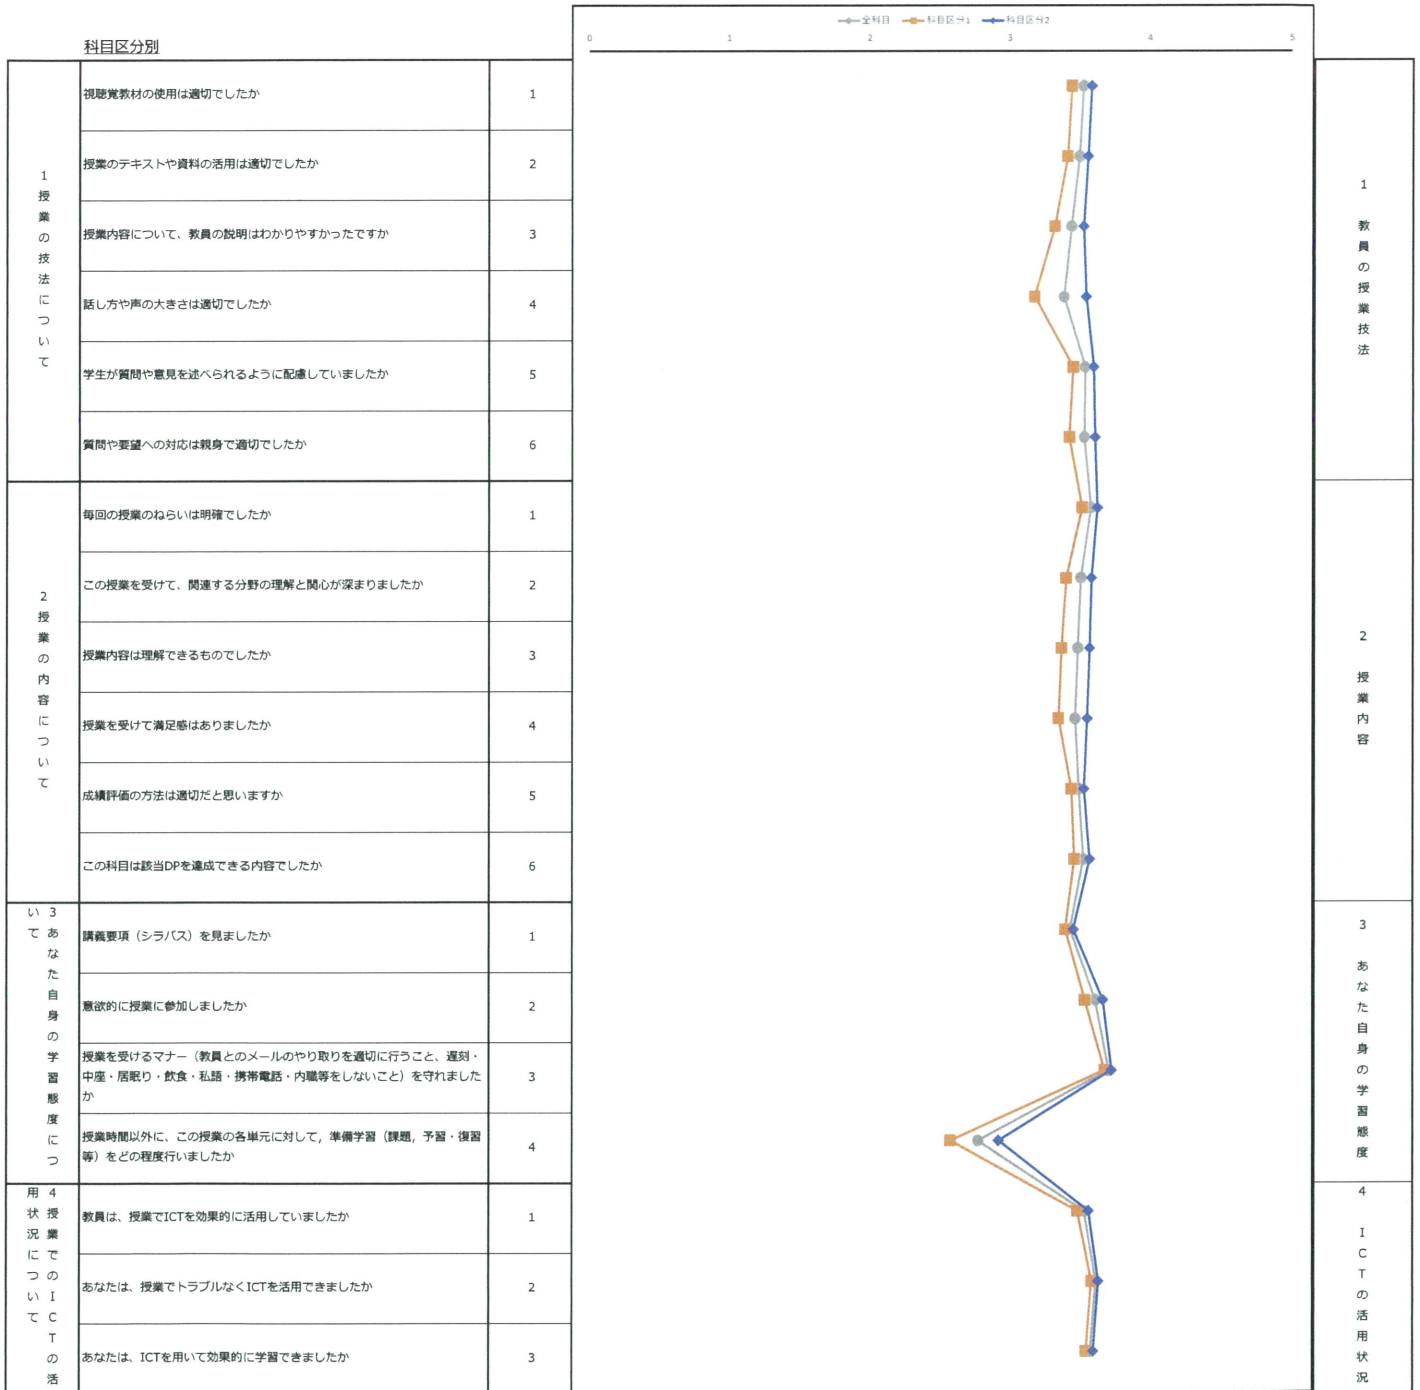 科目区分別
全科目 科目区分1 科目区分2
0 1 2 3 4 5
1授業の技法について
視聴覚教材の使用は適切でしたか 1
授業のテキストや資料の活用は適切でしたか 2
授業内容について、教員の説明はわかりやすかったですか 3
話し方や声の大きさは適切でしたか 4
学生が質問や意見を述べられるように配慮していましたか 5
質問や要望への対応は親身で適切でしたか 6
1 教員の授業技法
2授業の内容について
毎回の授業のねらいは明確でしたか 1
この授業を受けて、関連する分野の理解と関心が深まりましたか 2
授業内容は理解できるものでしたか 3
授業を受けて満足感はありましたか 4
成績評価の方法は適切だと思いますか 5
この科目は該当DPを達成できる内容でしたか 6
2 授業内容
3あなた自身の学習態度につ
いて
講義要項（シラバス）を見ましたか 1
意欲的に授業に参加しましたか 2
授業を受けるマナー（教員とのメールのやり取りを適切に行うこと、遅刻・
中座・居眠り・飲食・私語・携帯電話・内職等をしないこと）を守れました
か 3
授業時間以外に、この授業の各単元に対して，準備学習（課題，予習・復習
等）をどの程度行いましたか 4
3 あなた自身の学習態度
4授業でのICTの活
用状況について
教員は、授業でICTを効果的に活用していましたか 1
あなたは、授業でトラブルなくICTを活用できましたか 2
あなたは、ICTを用いて効果的に学習できましたか 3
4 ICTの活用状況